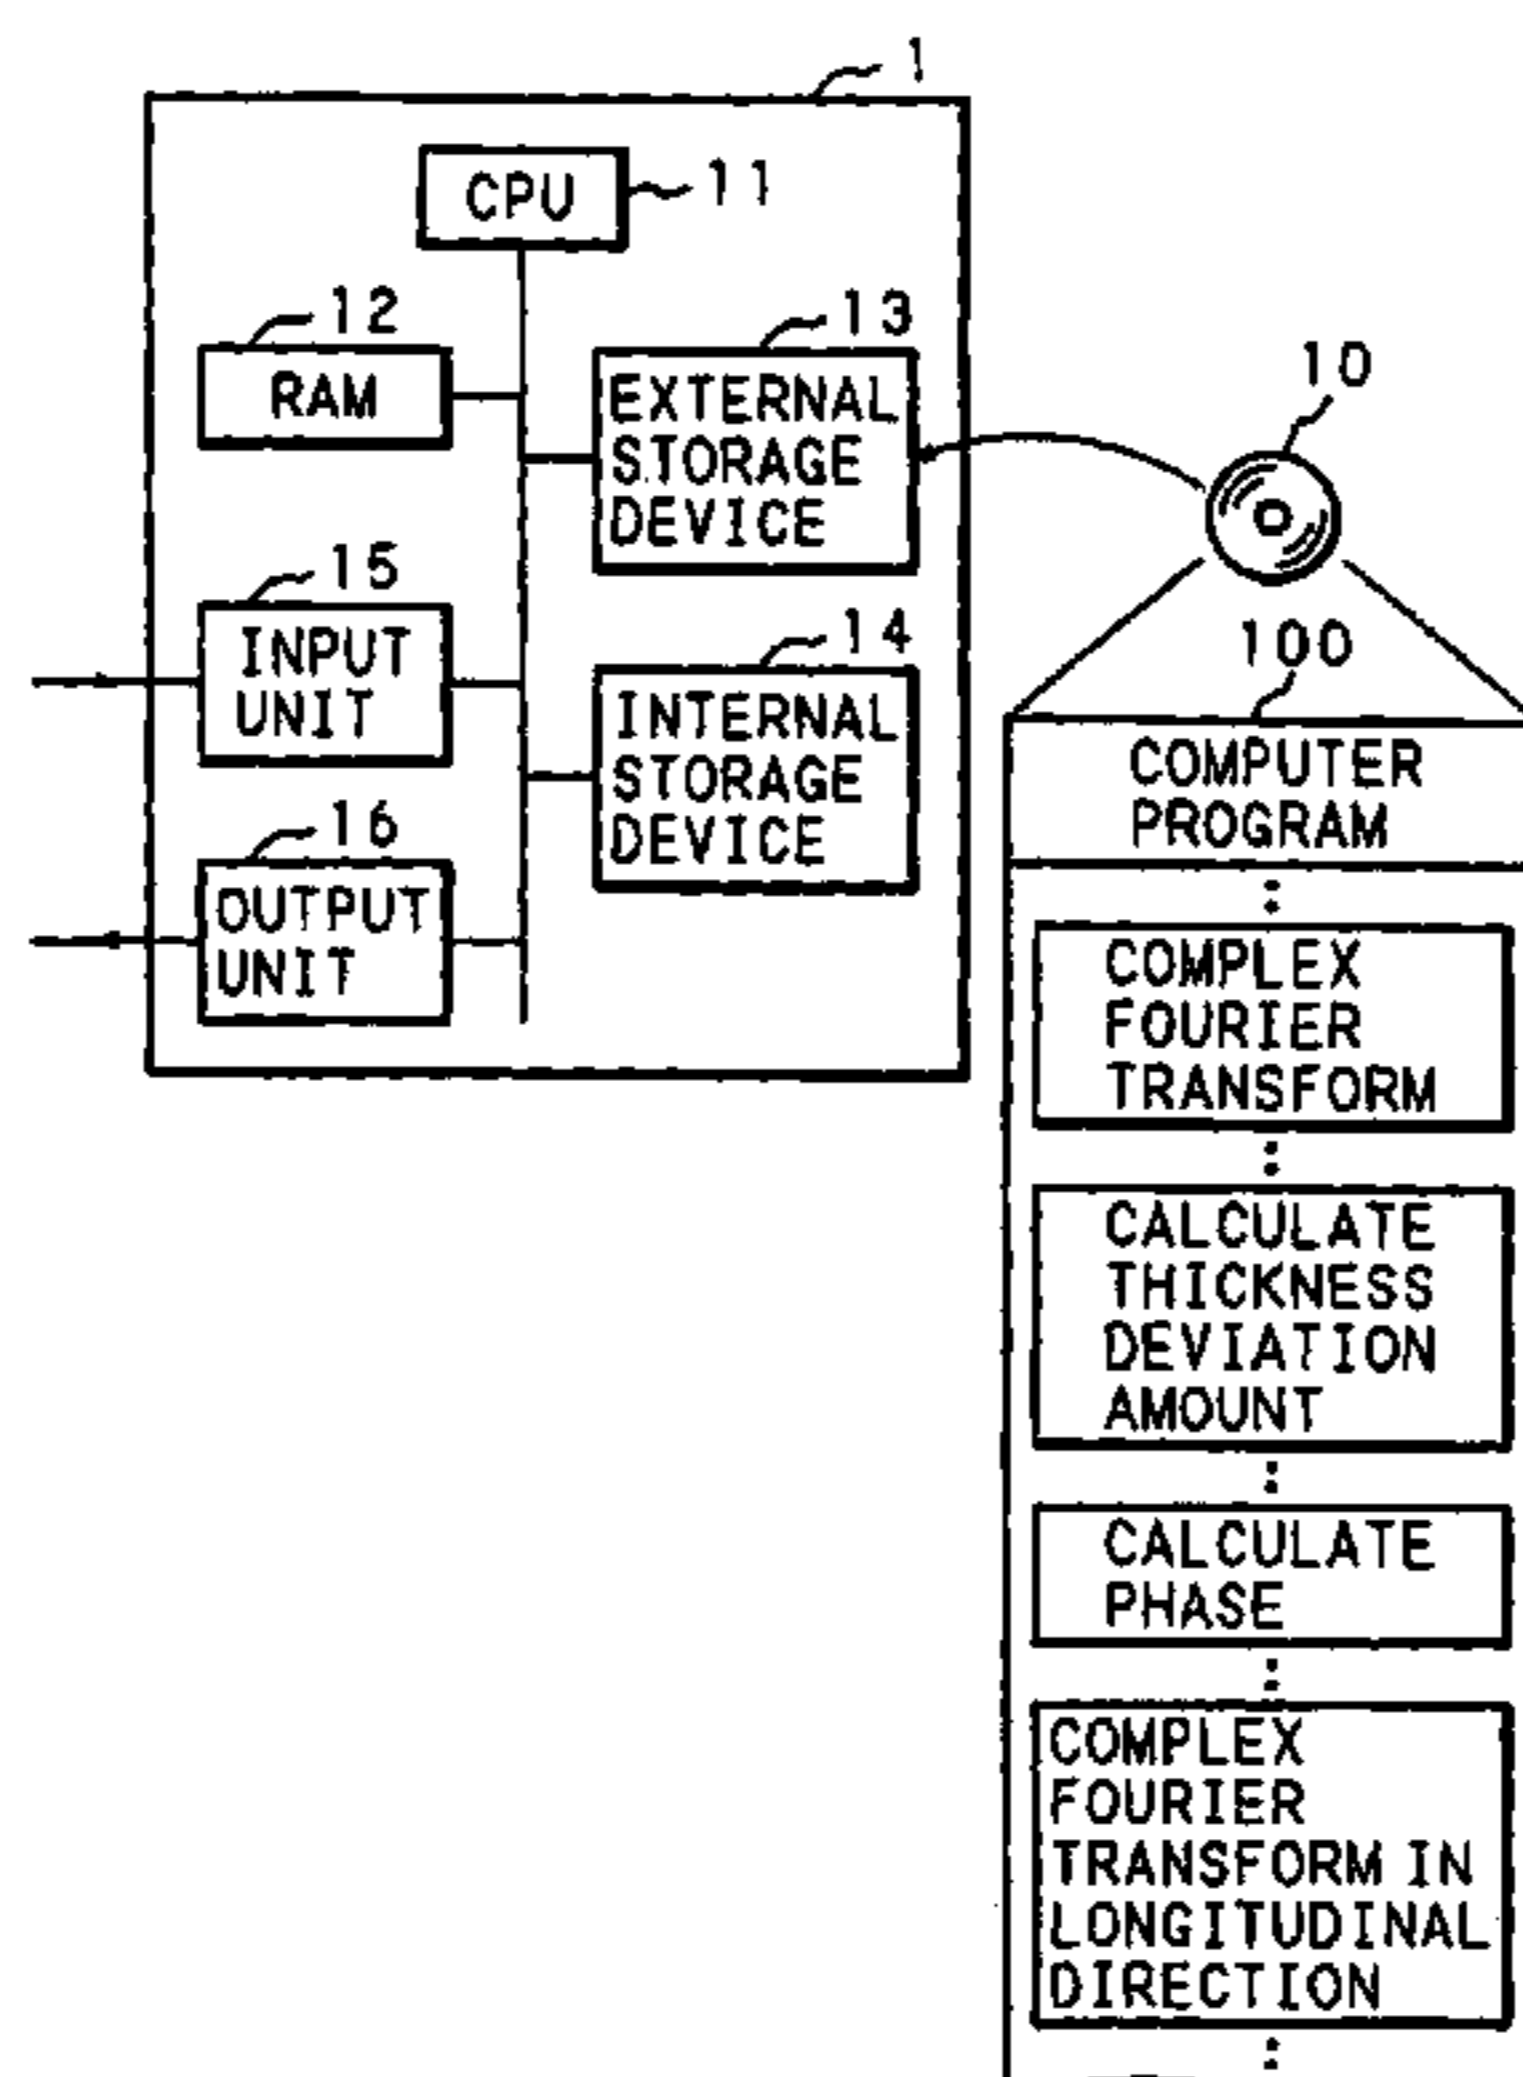 1
CPU
11
12
RAM
13
EXTERNAL
STORAGE
DEVICE
10
15
INPUT
UNIT
14
INTERNAL
STORAGE
DEVICE
16
OUTPUT
UNIT
100
COMPUTER
PROGRAM
COMPLEX
FOURIER
TRANSFORM
CALCULATE
THICKNESS
DEVIATION
AMOUNT
CALCULATE
PHASE
COMPLEX
FOURIER
TRANSFORM IN
LONGITUDINAL
DIRECTION